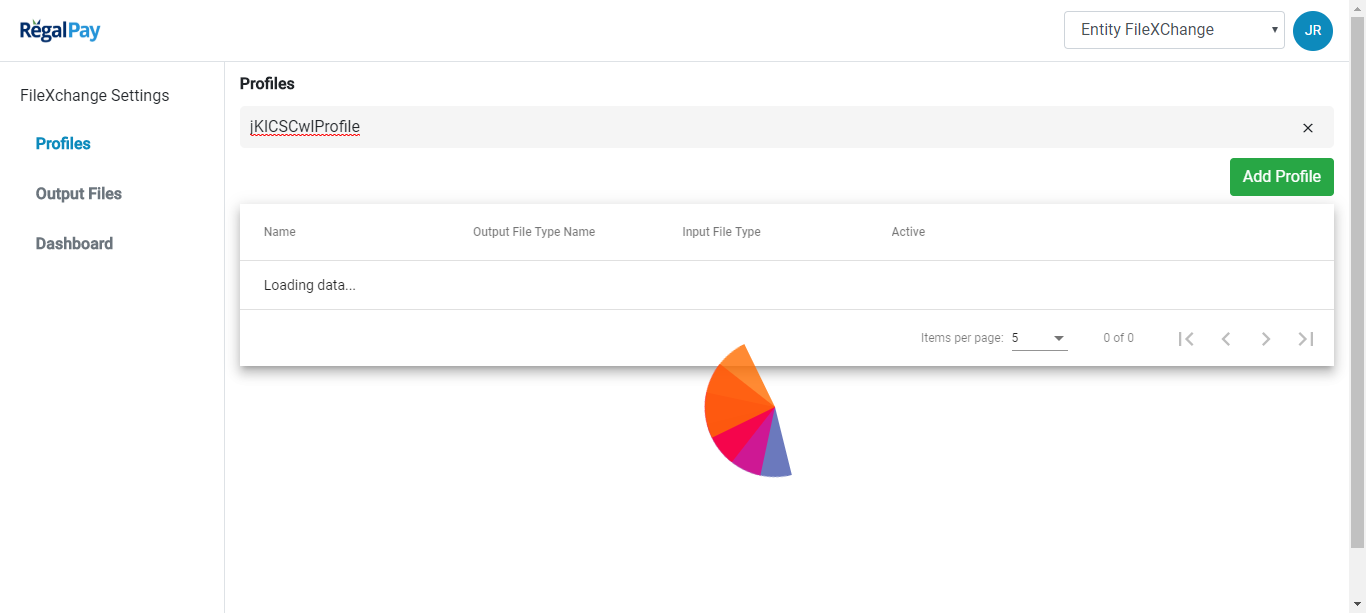 RegalPay
Entity FileXChange
JR
FileXchange Settings
Profiles
Output Files
Dashboard
Profiles
jKICSCwIProfile
Add Profile
Name Output File Type Name Input File Type Active
Loading data...
Items per page: 5 0 of 0